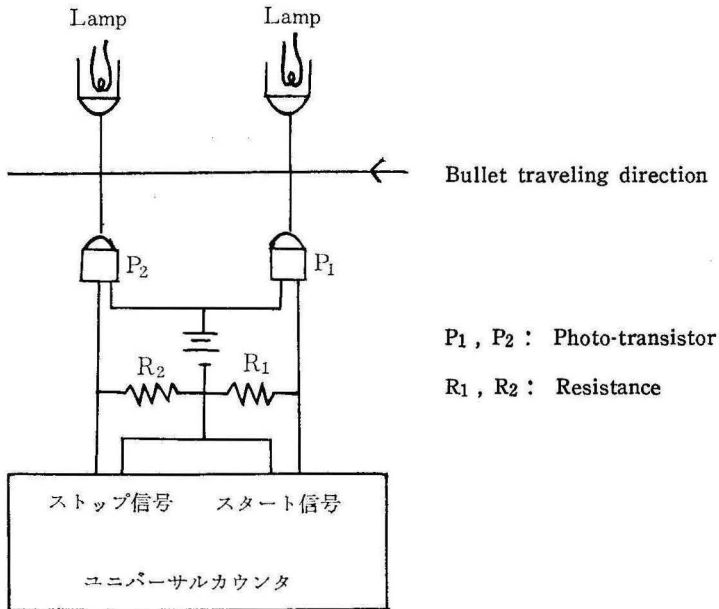 Lamp Lamp
Bullet traveling direction
P2 P1
P1 , P2 : Photo-transistor
R2 R1
R1 , R2 : Resistance
ストップ信号 スタート信号
ユニバーサルカウンタ